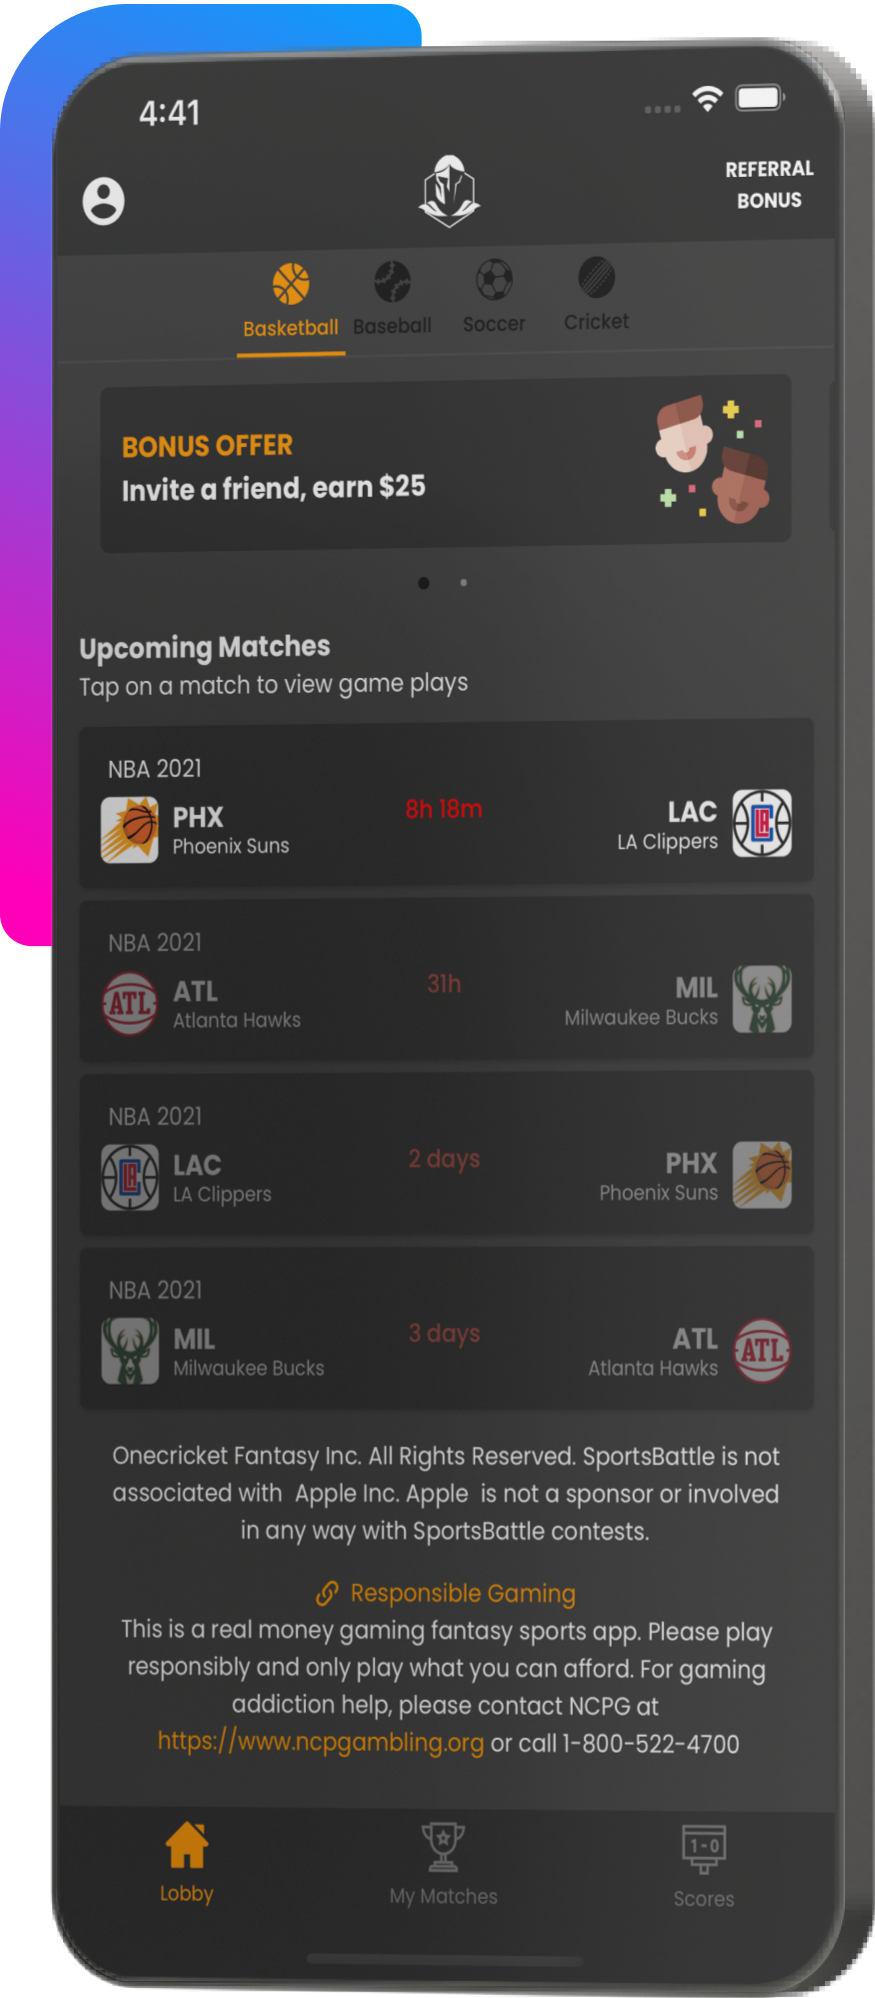 4:41
REFERRAL
BONUS
Basketball Baseball Soccer Cricket
BONUS OFFER
Invite a friend, earn $25
Upcoming Matches
Tap on a match to view game plays
NBA 2021
PHX 8h 18m LAC
Phoenix Suns LA Clippers
NBA 2021
ATL ATL 31h MIL
Atlanta Hawks Milwaukee Bucks
NBA 2021
LAC 2 days PHX
LA Clippers Phoenix Suns
NBA 2021
MIL 3 days ATL ATL
Milwaukee Bucks Atlanta Hawks
Onecricket Fantasy Inc. All Rights Reserved. SportsBattle is not
associated with Apple Inc. Apple is not a sponsor or involved
in any way with SportsBattle contests.
Responsible Gaming
This is a real money gaming fantasy sports app. Please play
responsibly and only play what you can afford. For gaming
addiction help, please contact NCPG at
https://www.ncpgambling.org or call 1-800-522-4700
1-0
Lobby My Matches Scores